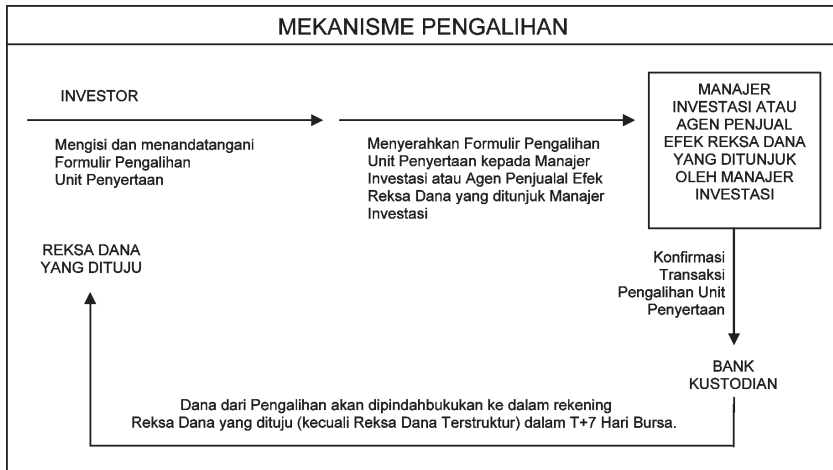 MEKANISME PENGALIHAN
INVESTOR
Mengisi dan menandatangani
Formulir Pengalihan
Unit Penyertaan
Menyerahkan Formulir Pengalihan
Unit Penyertaan kepada Manajer
Investasi atau Agen Penjualal Efek
Reksa Dana yang ditunjuk Manajer
Investasi
MANAJER
INVESTASI ATAU
AGEN PENJUAL
EFEK REKSA DANA
YANG DITUNJUK
OLEH MANAJER
INVESTASI
Konfirmasi
Transaksi
Pengalihan Unit
Penyertaan
BANK
KUSTODIAN
Dana dari Pengalihan akan dipindahbukukan ke dalam rekening
Reksa Dana yang dituju (kecuali Reksa Dana Terstruktur) dalam T+7 Hari Bursa.
REKSA DANA
YANG DITUJU